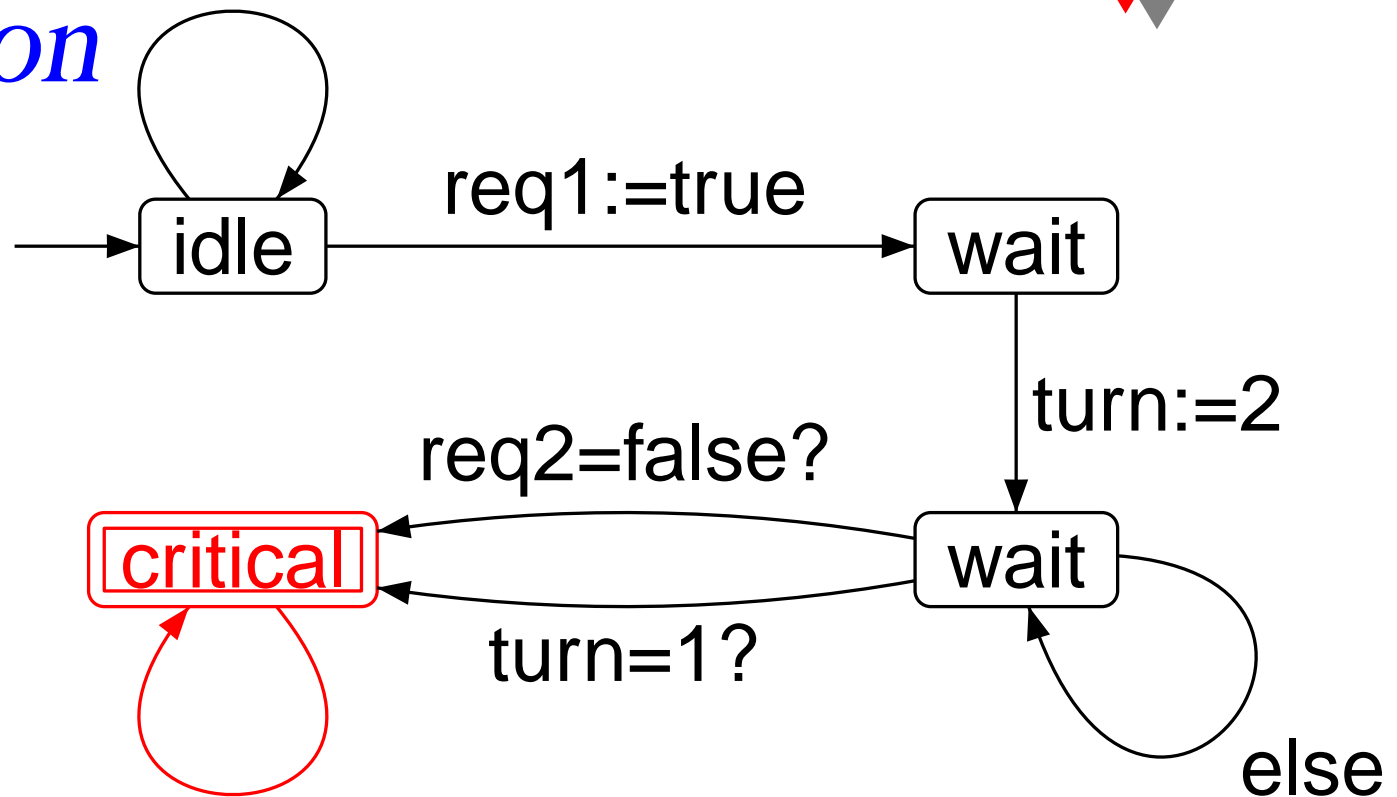 on
req1:=true
idle
wait
turn:=2
req2=false?
critical
wait
turn=1?
else